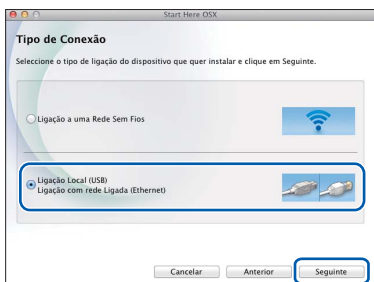 Start Here OSX
Tipo de Conexão
Seleccione o tipo de ligação do dispositivo que quer instalar e clique em Seguinte.
Ligação a uma Rede Sem Fios
Ligação Local (USB)
Ligação com rede Ligada (Ethernet)
Cancelar
Anterior
Seguinte